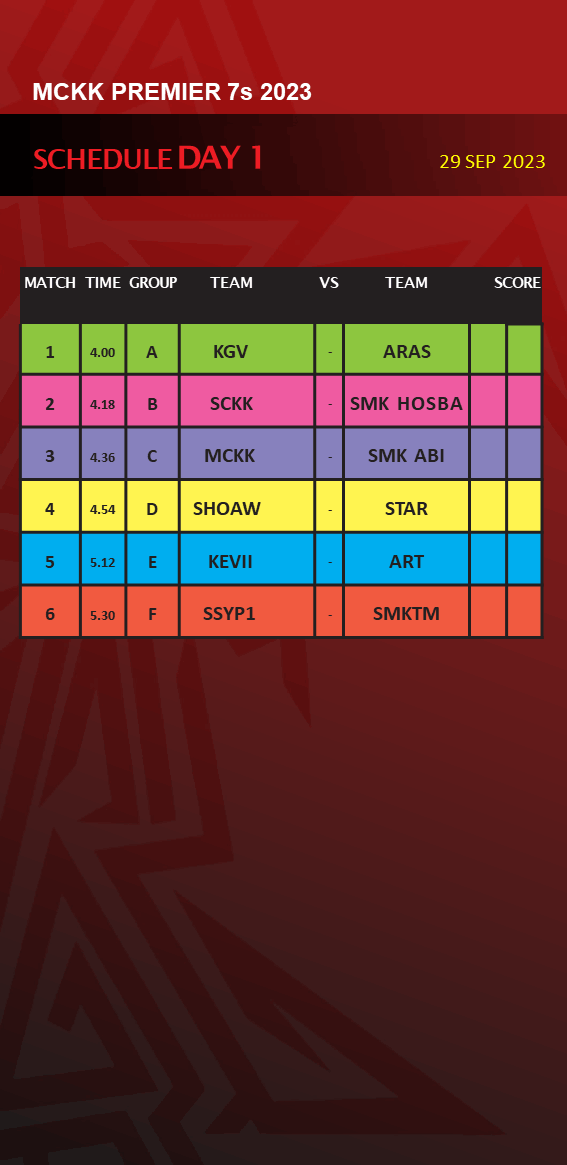 MCKK PREMIER 7s 2023
SCHEDULE DAY 1 29 SEP 2023
MATCH TIME GROUP TEAM VS TEAM SCORE
1 4.00 A KGV - ARAS
2 4.18 B SCKK - SMK HOSBA
3 4.36 C MCKK - SMK ABI
4 4.54 D SHOAW - STAR
5 5.12 E KEVII - ART
6 5.30 F SSYP1 - SMKTM